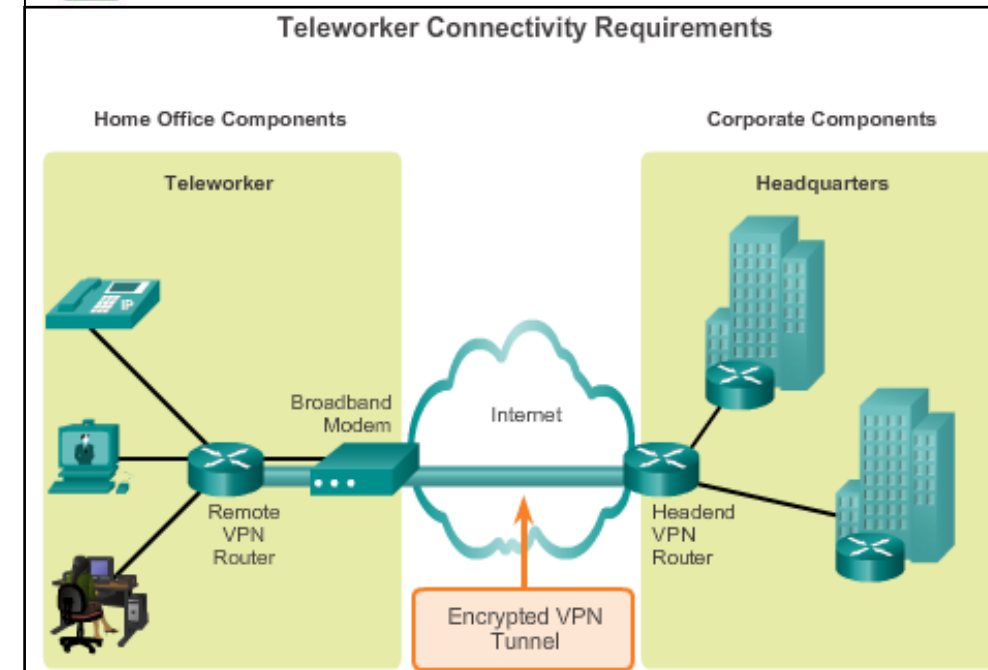 Teleworker Connectivity Requirements
Home Office Components
Corporate Components
Teleworker
Headquarters
IP
Broadband
Modem
Internet
Remote
VPN
Router
Headend
VPN
Router
Encrypted VPN
Tunnel